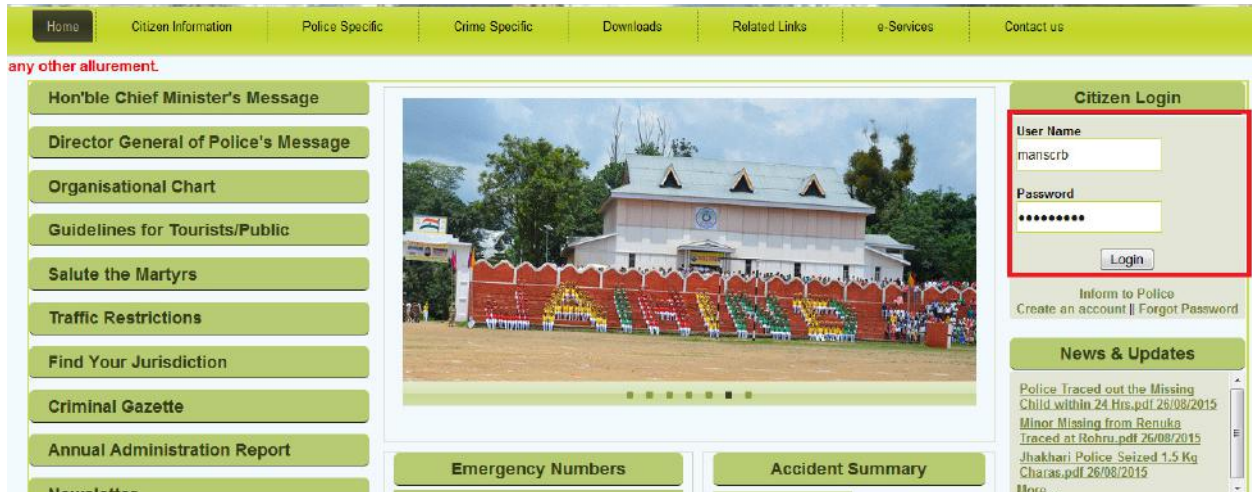 Home Citizen Information Police Specific Crime Specific Downloads Related Links e-Services Contact us
any other allurement.
Hon'ble Chief Minister's Message
Director General of Police's Message
Organisational Chart
Guidelines for Tourists/Public
Salute the Martyrs
Traffic Restrictions
Find Your Jurisdiction
Criminal Gazette
Annual Administration Report
Newsletter
Emergency Numbers
Accident Summary
Citizen Login
User Name
manscrb
Password
•••••••••
Login
Inform to Police
Create an account || Forgot Password
News & Updates
Police Traced out the Missing
Child within 24 Hrs.pdf 26/08/2015
Minor Missing from Renuka
Traced at Rohru.pdf 26/08/2015
Jhakhari Police Seized 1.5 Kg
Charas.pdf 26/08/2015
More